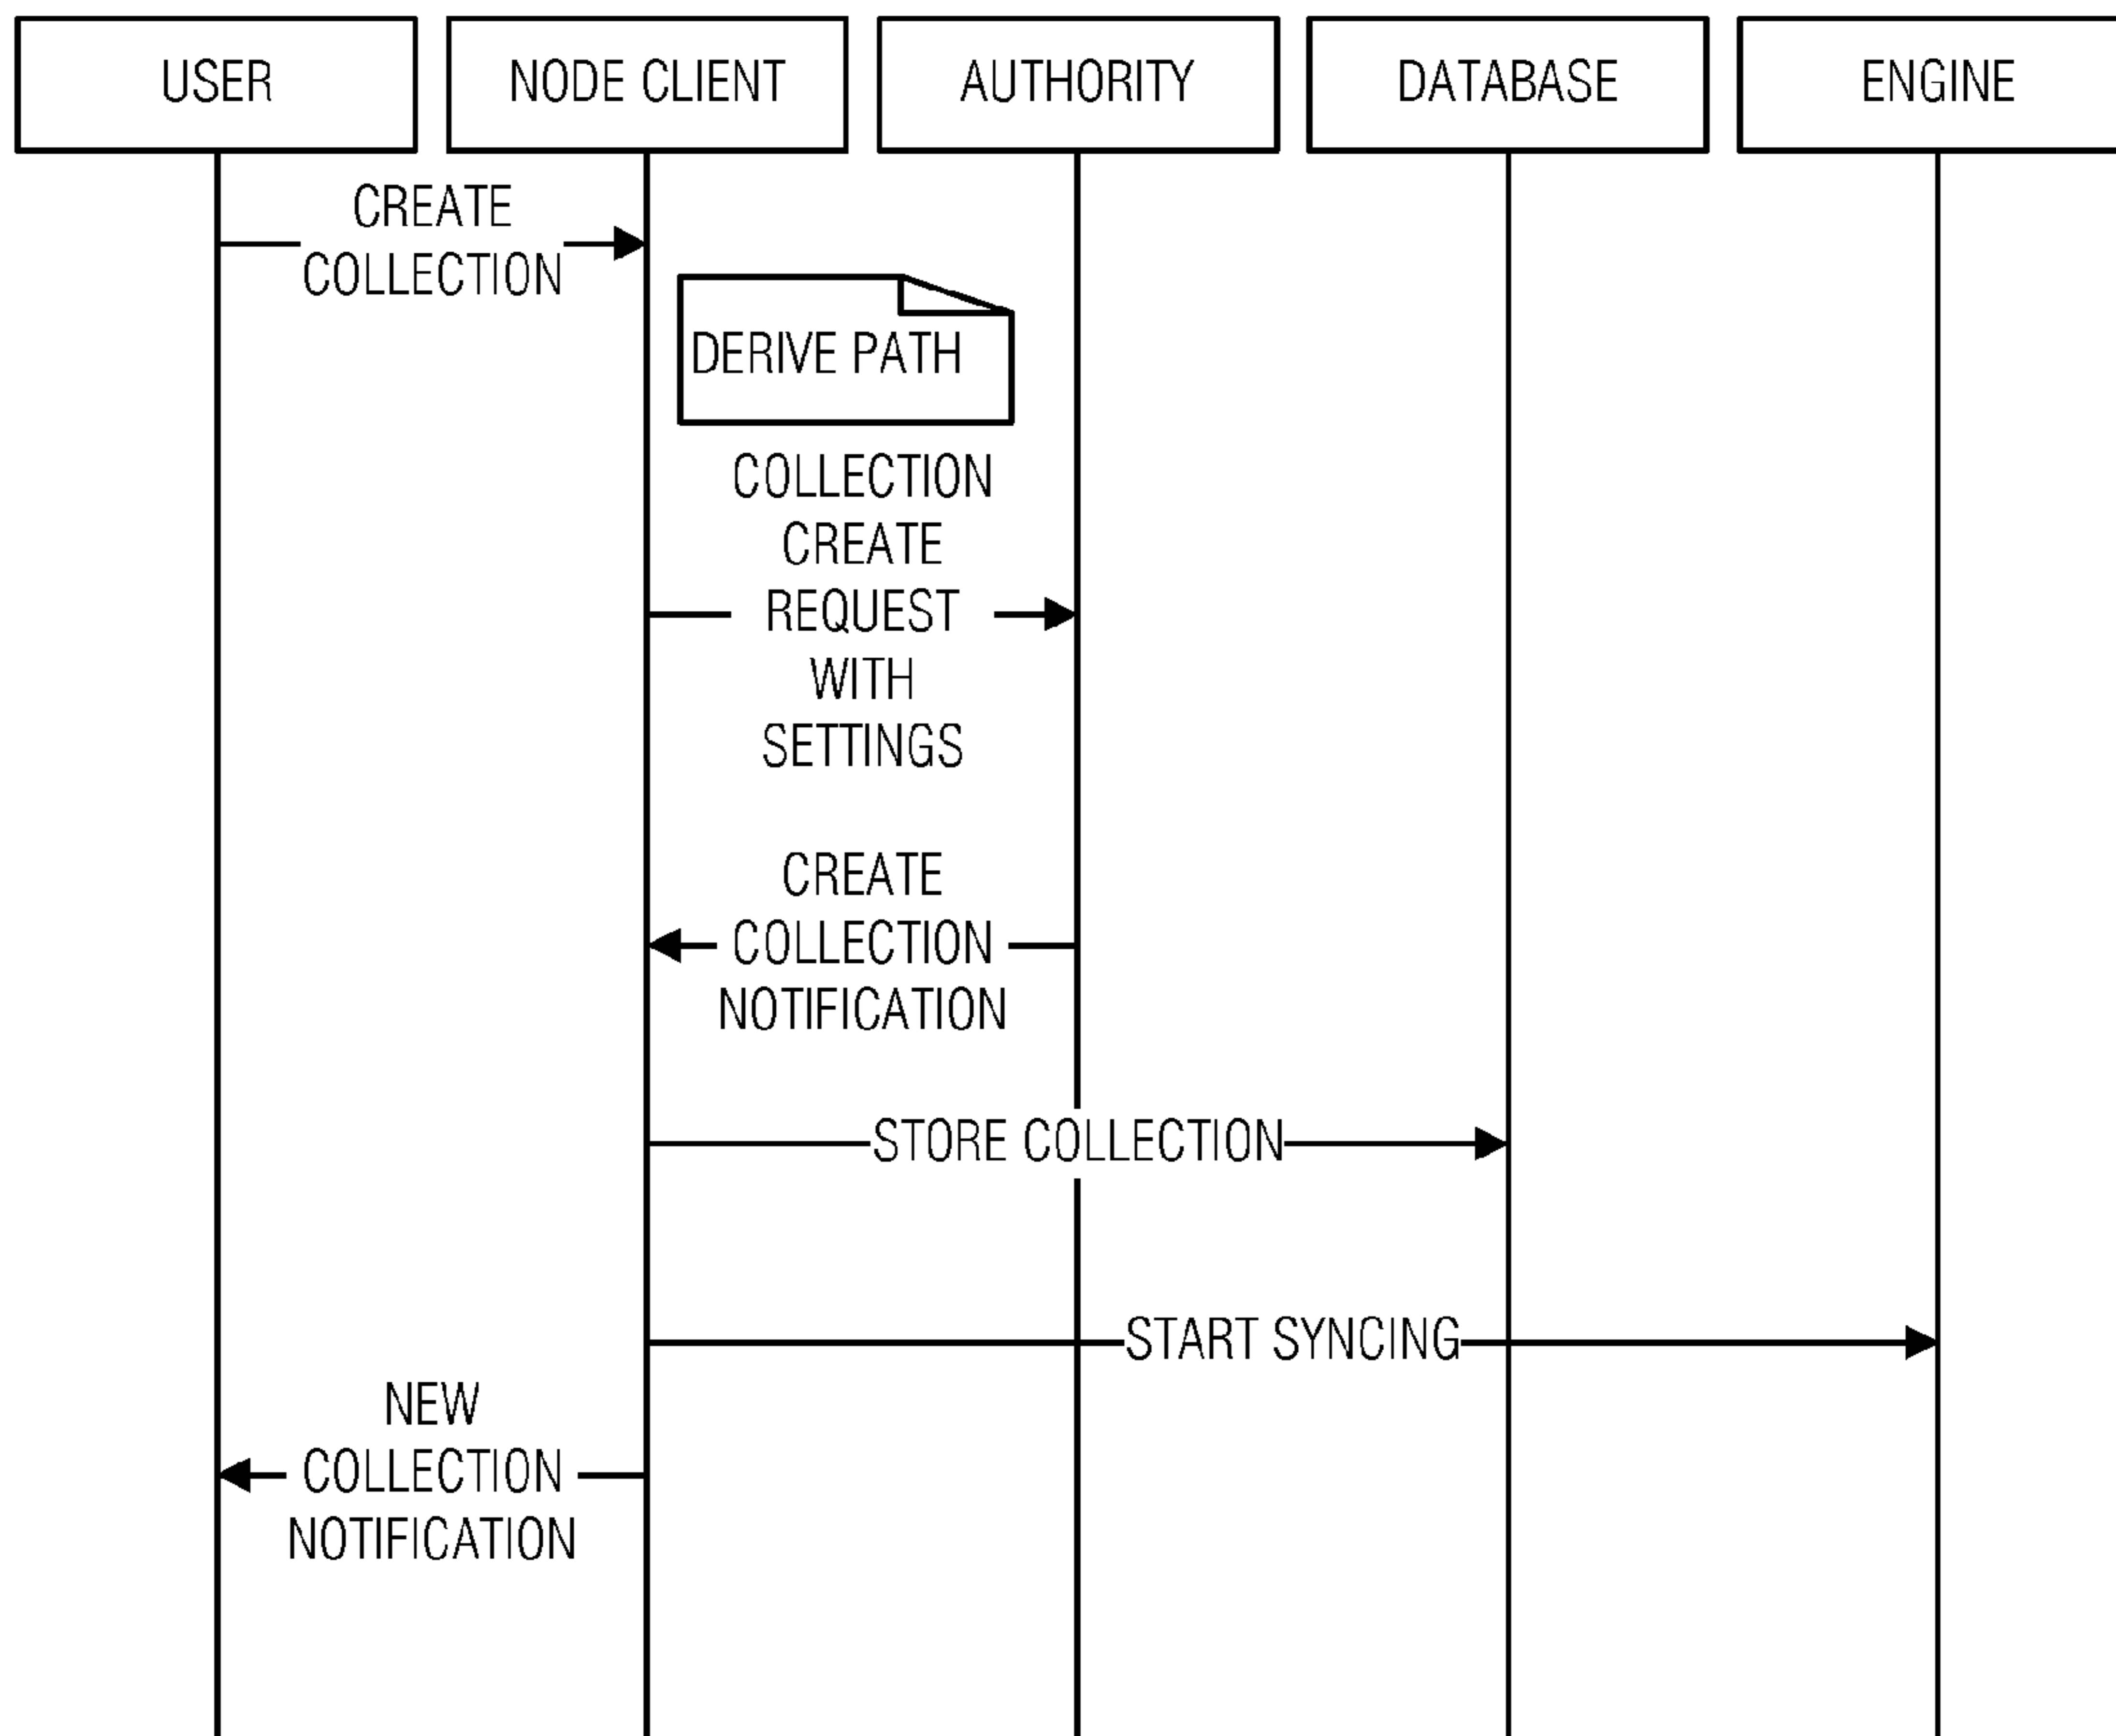 USER
NODE CLIENT
AUTHORITY
DATABASE
ENGINE
CREATE
COLLECTION
DERIVE PATH
COLLECTION
CREATE
REQUEST
WITH
SETTINGS
CREATE
COLLECTION
NOTIFICATION
STORE COLLECTION
START SYNCING
NEW
COLLECTION
NOTIFICATION